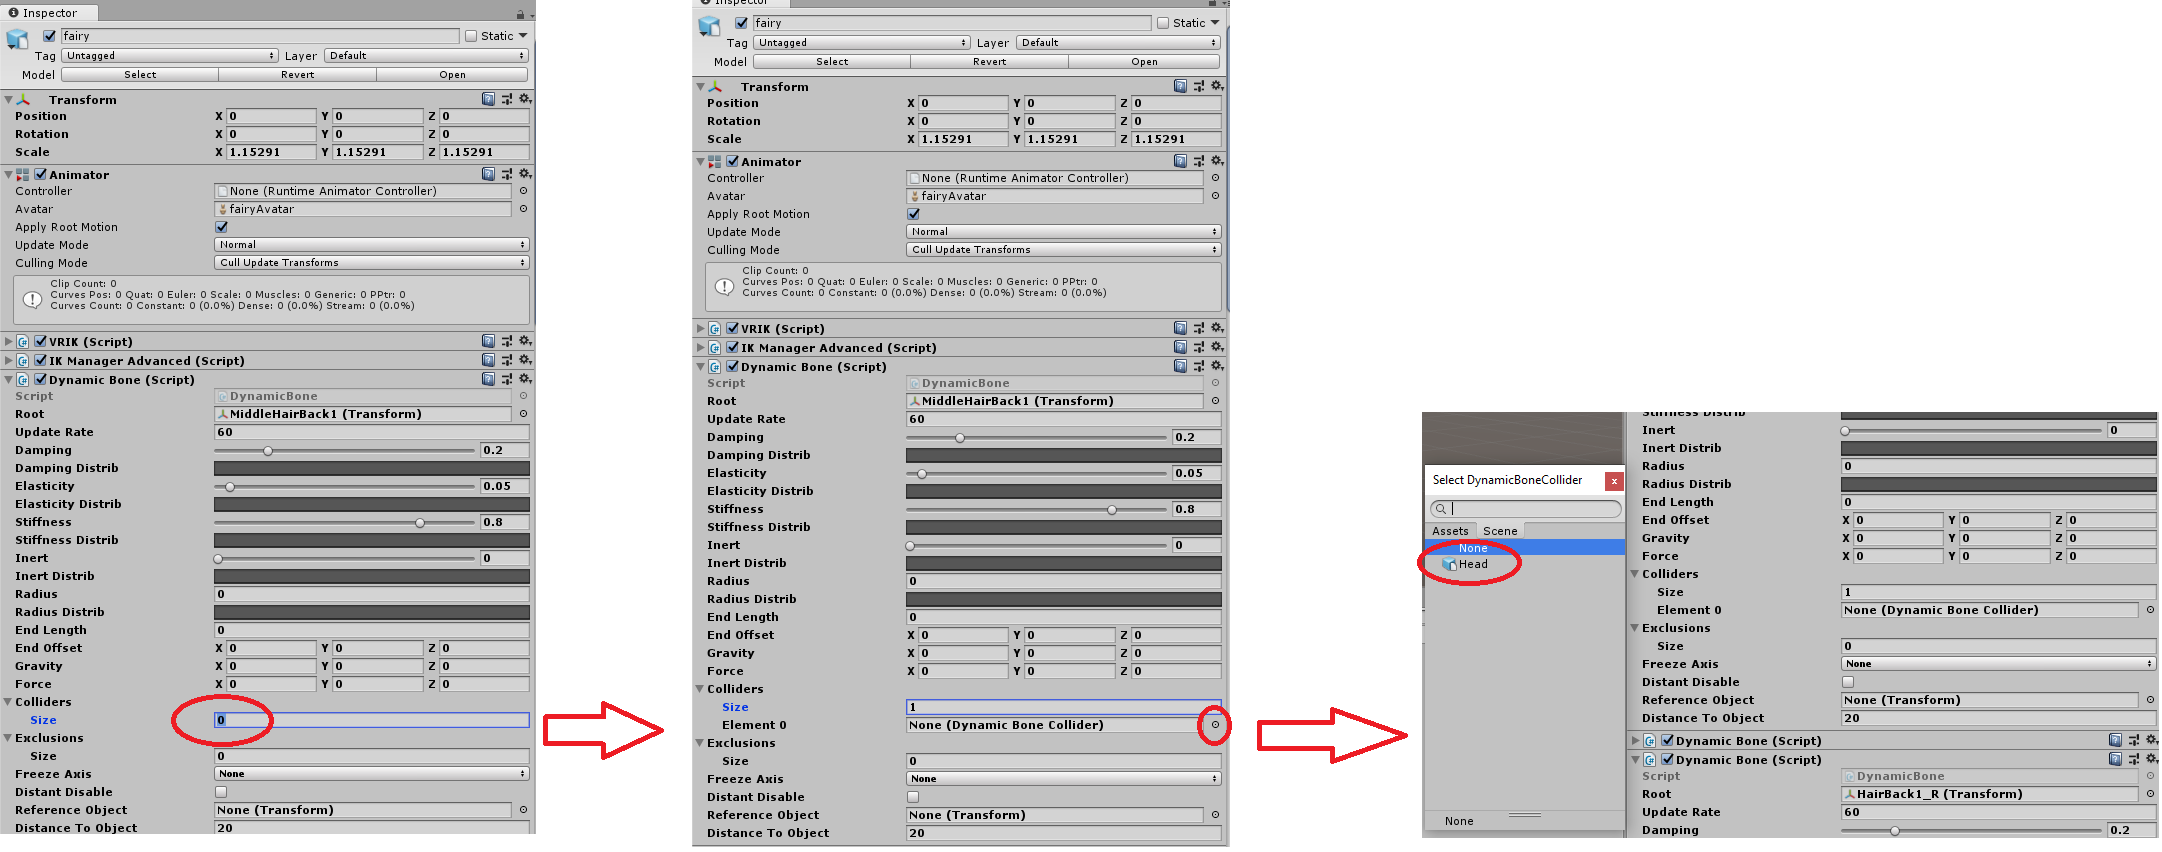 Inspector
fairy Static
Tag Untagged Layer Default
Model Select Revert Open
Transform
Position X 0 Y 0 Z 0
Rotation X 0 Y 0 Z 0
Scale X 1.15291 Y 1.15291 Z 1.15291
Animator
Controller None (Runtime Animator Controller)
Avatar fairyAvatar
Apply Root Motion
Update Mode Normal
Culling Mode Cull Update Transforms
Clip Count: 0
Curves Pos: 0 Quat: 0 Euler: 0 Scale: 0 Muscles: 0 Generic: 0 PPtr: 0
Curves Count: 0 Constant: 0 (0.0%) Dense: 0 (0.0%) Stream: 0 (0.0%)
VRIK (Script)
IK Manager Advanced (Script)
Dynamic Bone (Script)
Script DynamicBone
Root MiddleHairBack1 (Transform)
Update Rate 60
Damping 0.2
Damping Distrib
Elasticity 0.05
Elasticity Distrib
Stiffness 0.8
Stiffness Distrib
Inert 0
Inert Distrib
Radius 0
Radius Distrib
End Length 0
End Offset X 0 Y 0 Z 0
Gravity X 0 Y 0 Z 0
Force X 0 Y 0 Z 0
Colliders
Size 0
Exclusions
Size 0
Freeze Axis None
Distant Disable
Reference Object None (Transform)
Distance To Object 20
Inspector
fairy Static
Tag Untagged Layer Default
Model Select Revert Open
Transform
Position X 0 Y 0 Z 0
Rotation X 0 Y 0 Z 0
Scale X 1.15291 Y 1.15291 Z 1.15291
Animator
Controller None (Runtime Animator Controller)
Avatar fairyAvatar
Apply Root Motion
Update Mode Normal
Culling Mode Cull Update Transforms
Clip Count: 0
Curves Pos: 0 Quat: 0 Euler: 0 Scale: 0 Muscles: 0 Generic: 0 PPtr: 0
Curves Count: 0 Constant: 0 (0.0%) Dense: 0 (0.0%) Stream: 0 (0.0%)
VRIK (Script)
IK Manager Advanced (Script)
Dynamic Bone (Script)
Script DynamicBone
Root MiddleHairBack1 (Transform)
Update Rate 60
Damping 0.2
Damping Distrib
Elasticity 0.05
Elasticity Distrib
Stiffness 0.8
Stiffness Distrib
Inert 0
Inert Distrib
Radius 0
Radius Distrib
End Length 0
End Offset X 0 Y 0 Z 0
Gravity X 0 Y 0 Z 0
Force X 0 Y 0 Z 0
Colliders
Size 1
Element 0 None (Dynamic Bone Collider)
Exclusions
Size 0
Freeze Axis None
Distant Disable
Reference Object None (Transform)
Distance To Object 20
Select DynamicBoneCollider x
Assets Scene
None
Head
None
Stiffness Distrib
Inert 0
Inert Distrib
Radius 0
Radius Distrib
End Length 0
End Offset X 0 Y 0 Z 0
Gravity X 0 Y 0 Z 0
Force X 0 Y 0 Z 0
Colliders
Size 1
Element 0 None (Dynamic Bone Collider)
Exclusions
Size 0
Freeze Axis None
Distant Disable
Reference Object None (Transform)
Distance To Object 20
Dynamic Bone (Script)
Dynamic Bone (Script)
Script DynamicBone
Root HairBack1_R (Transform)
Update Rate 60
Damping 0.2